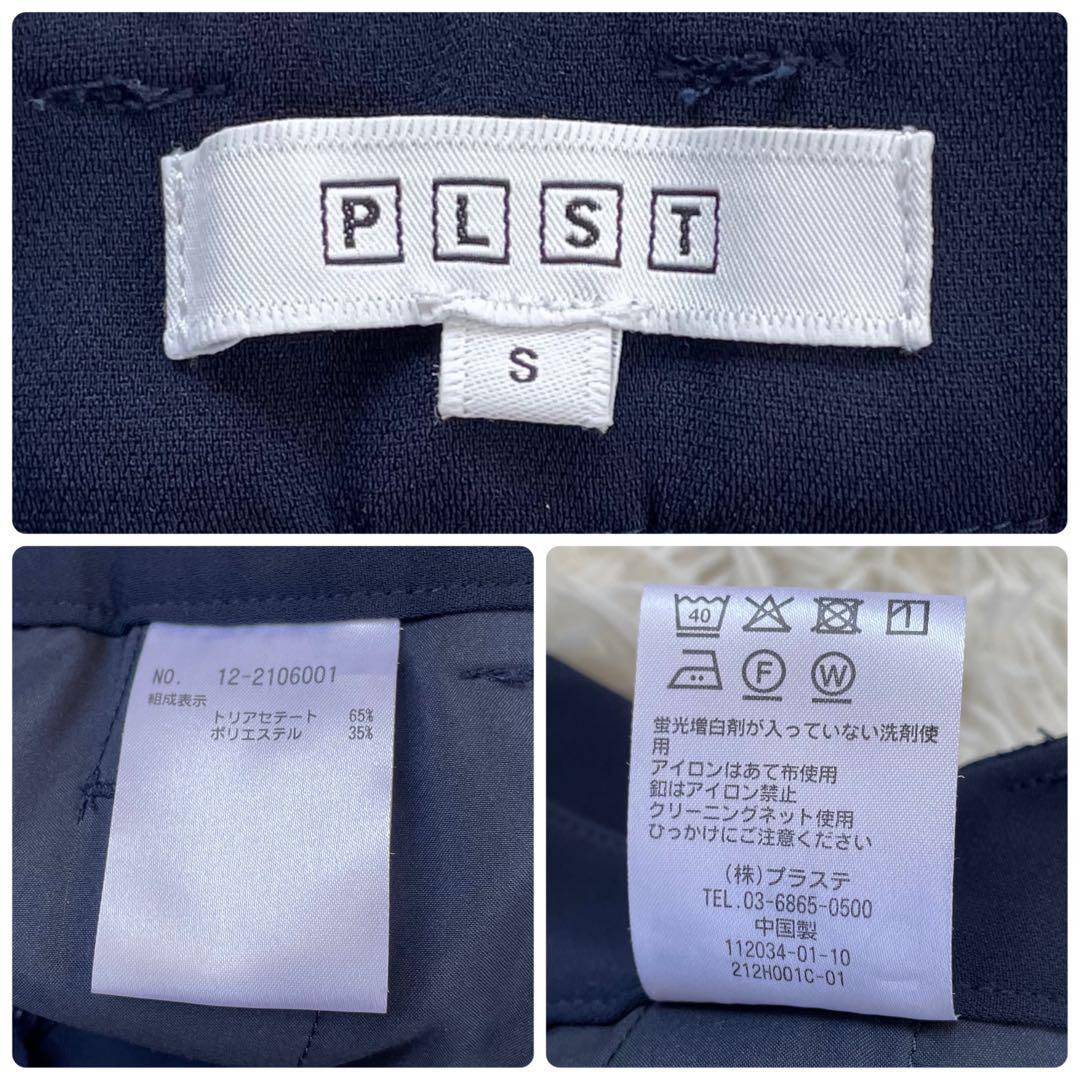 PLST
S
NO. 12-2106001
組成表示
トリアセテート 65%
ポリエステル 35%
40
1
F W
蛍光増白剤が入っていない洗剤使
用
アイロンはあて布使用
釦はアイロン禁止
クリーニングネット使用
ひっかけにご注意ください
(株)プラステ
TEL.03-6865-0500
中国製
112034-01-10
212H001C-01